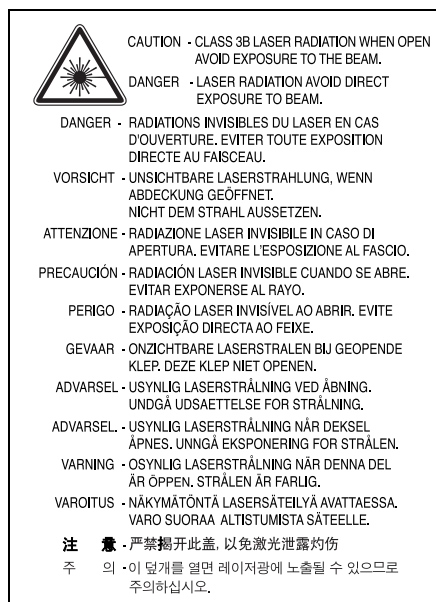 CAUTION - CLASS 3B LASER RADIATION WHEN OPEN
AVOID EXPOSURE TO THE BEAM.
DANGER - LASER RADIATION AVOID DIRECT
EXPOSURE TO BEAM.
DANGER - RADIATIONS INVISIBLES DU LASER EN CAS
D'OUVERTURE. EVITER TOUTE EXPOSITION
DIRECTE AU FAISCEAU.
VORSICHT - UNSICHTBARE LASERSTRAHLUNG, WENN
ABDECKUNG GEÖFFNET.
NICHT DEM STRAHL AUSSETZEN.
ATTENZIONE - RADIAZIONE LASER INVISIBILE IN CASO DI
APERTURA. EVITARE L'ESPOSIZIONE AL FASCIO.
PRECAUCIÓN - RADIACIÓN LASER INVISIBLE CUANDO SE ABRE.
EVITAR EXPONERSE AL RAYO.
PERIGO - RADIAÇÃO LASER INVISÍVEL AO ABRIR. EVITE
EXPOSIÇÃO DIRECTA AO FEIXE.
GEVAAR - ONZICHTBARE LASERSTRALEN BIJ GEOPENDE
KLEP. DEZE KLEP NIET OPENEN.
ADVARSEL - USYNLIG LASERSTRÅLNING VED ÅBNING.
UNDGÅ UDSAETTELSE FOR STRÅLNING.
ADVARSEL. - USYNLIG LASERSTRÅLNING NÅR DEKSEL
ÅPNES. UNNGÅ EKSPONERING FOR STRÅLEN.
VARNING - OSYNLIG LASERSTRÅLNING NÄR DENNA DEL
ÄR ÖPPEN. STRÅLEN ÄR FARLIG.
VAROITUS - NÄKYMÄTÖNTÄ LASERSÄTEILYÄ AVATTAESSA.
VARO SUORAA ALTISTUMISTA SÄTEELLE.
注 意 - 严禁揭开此盖, 以免激光泄露灼伤
주 의 - 이 덮개를 열면 레이저광에 노출될 수 있으므로
주의하십시오.